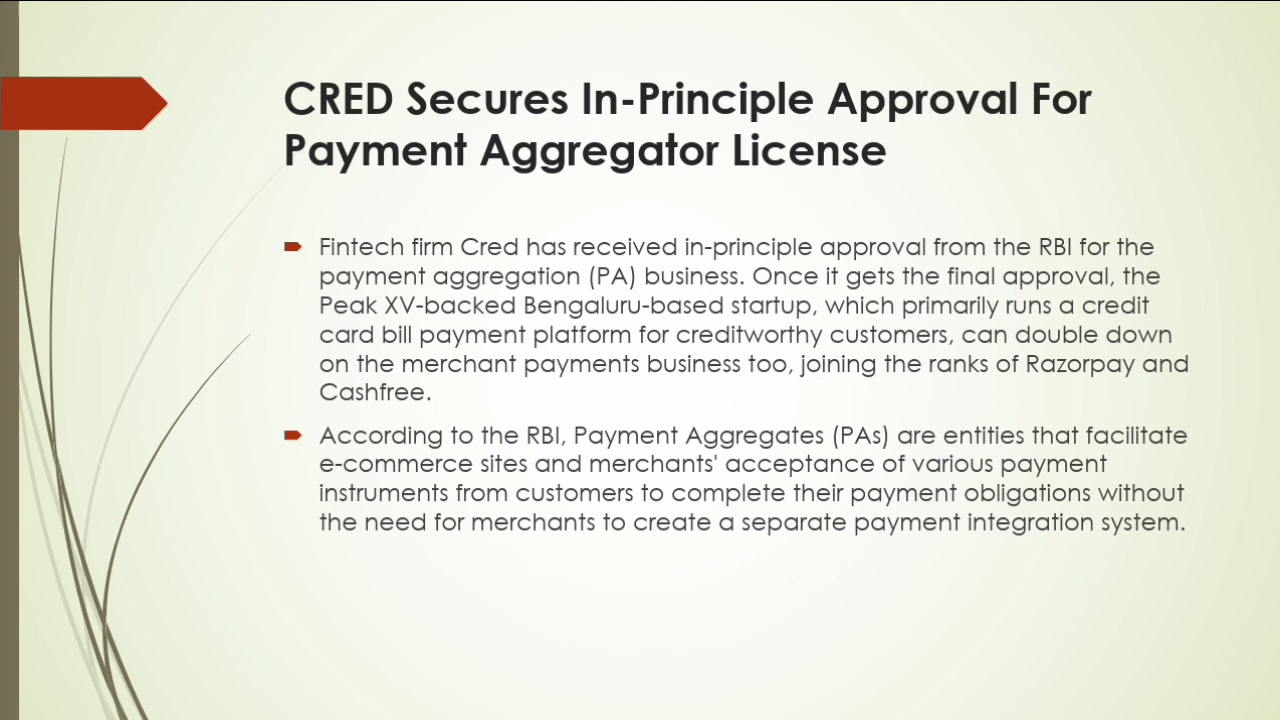 CRED Secures In-Principle Approval For
Payment Aggregator License
Fintech firm Cred has received in-principle approval from the RBI for the
payment aggregation (PA) business. Once it gets the final approval, the
Peak XV-backed Bengaluru-based startup, which primarily runs a credit
card bill payment platform for creditworthy customers, can double down
on the merchant payments business too, joining the ranks of Razorpay and
Cashfree.
According to the RBI, Payment Aggregates (PAs) are entities that facilitate
e-commerce sites and merchants' acceptance of various payment
instruments from customers to complete their payment obligations without
the need for merchants to create a separate payment integration system.